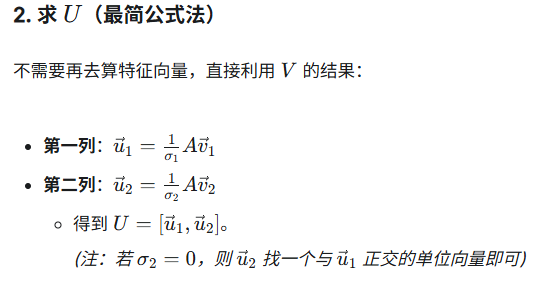 2. 求 U（最简公式法）
不需要再去算特征向量，直接利用 V 的结果：
• 第一列：$\vec{u}_1 = \frac{1}{\sigma_1} A\vec{v}_1$
• 第二列：$\vec{u}_2 = \frac{1}{\sigma_2} A\vec{v}_2$
◦ 得到 $U = [\vec{u}_1, \vec{u}_2]$。
(注：若 $\sigma_2 = 0$，则 $\vec{u}_2$ 找一个与 $\vec{u}_1$ 正交的单位向量即可)